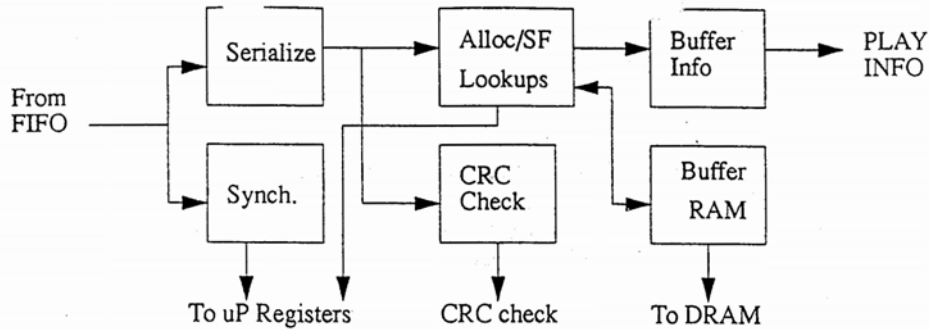 Serialize
Alloc/SF
Lookups
Buffer
Info
PLAY
INFO
From
FIFO
Synch.
CRC
Check
Buffer
RAM
To uP Registers
CRC check
To DRAM